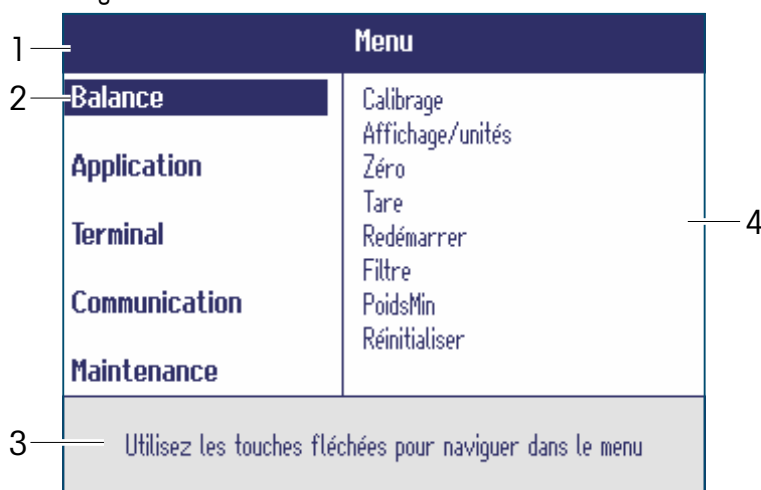 Menu
1
2
Balance
Application
Terminal
Communication
Maintenance
Calibrage
Affichage/unités
Zéro
Tare
Redémarrer
Filtre
PoidsMin
Réinitialiser
4
3
Utilisez les touches fléchées pour naviguer dans le menu